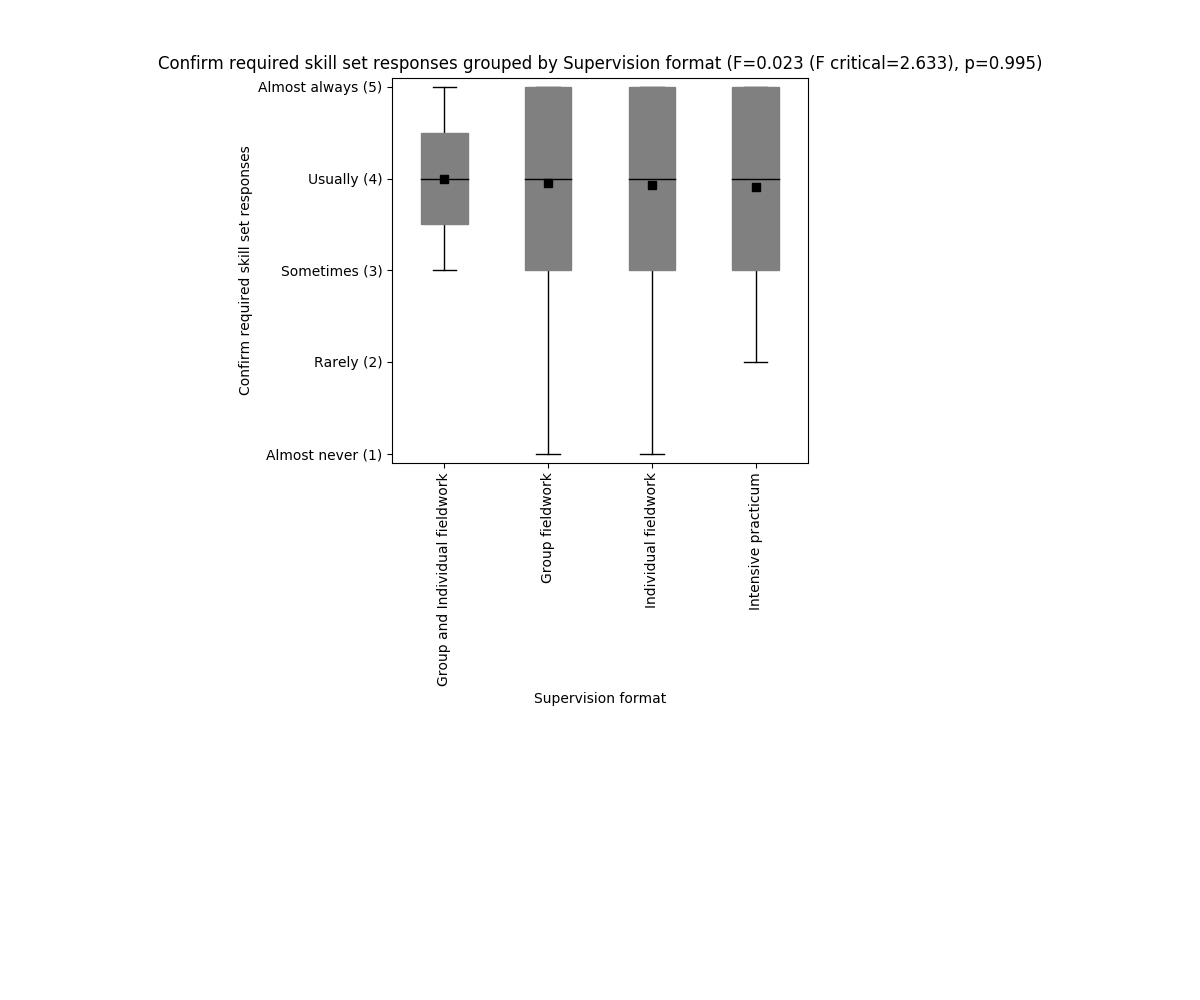 Confirm required skill set responses grouped by Supervision format (F=0.023 (F critical=2.633), p=0.995)
Confirm required skill set responses
Almost always (5)
Usually (4)
Sometimes (3)
Rarely (2)
Almost never (1)
Group and Individual fieldwork
Group fieldwork
Individual fieldwork
Intensive practicum
Supervision format